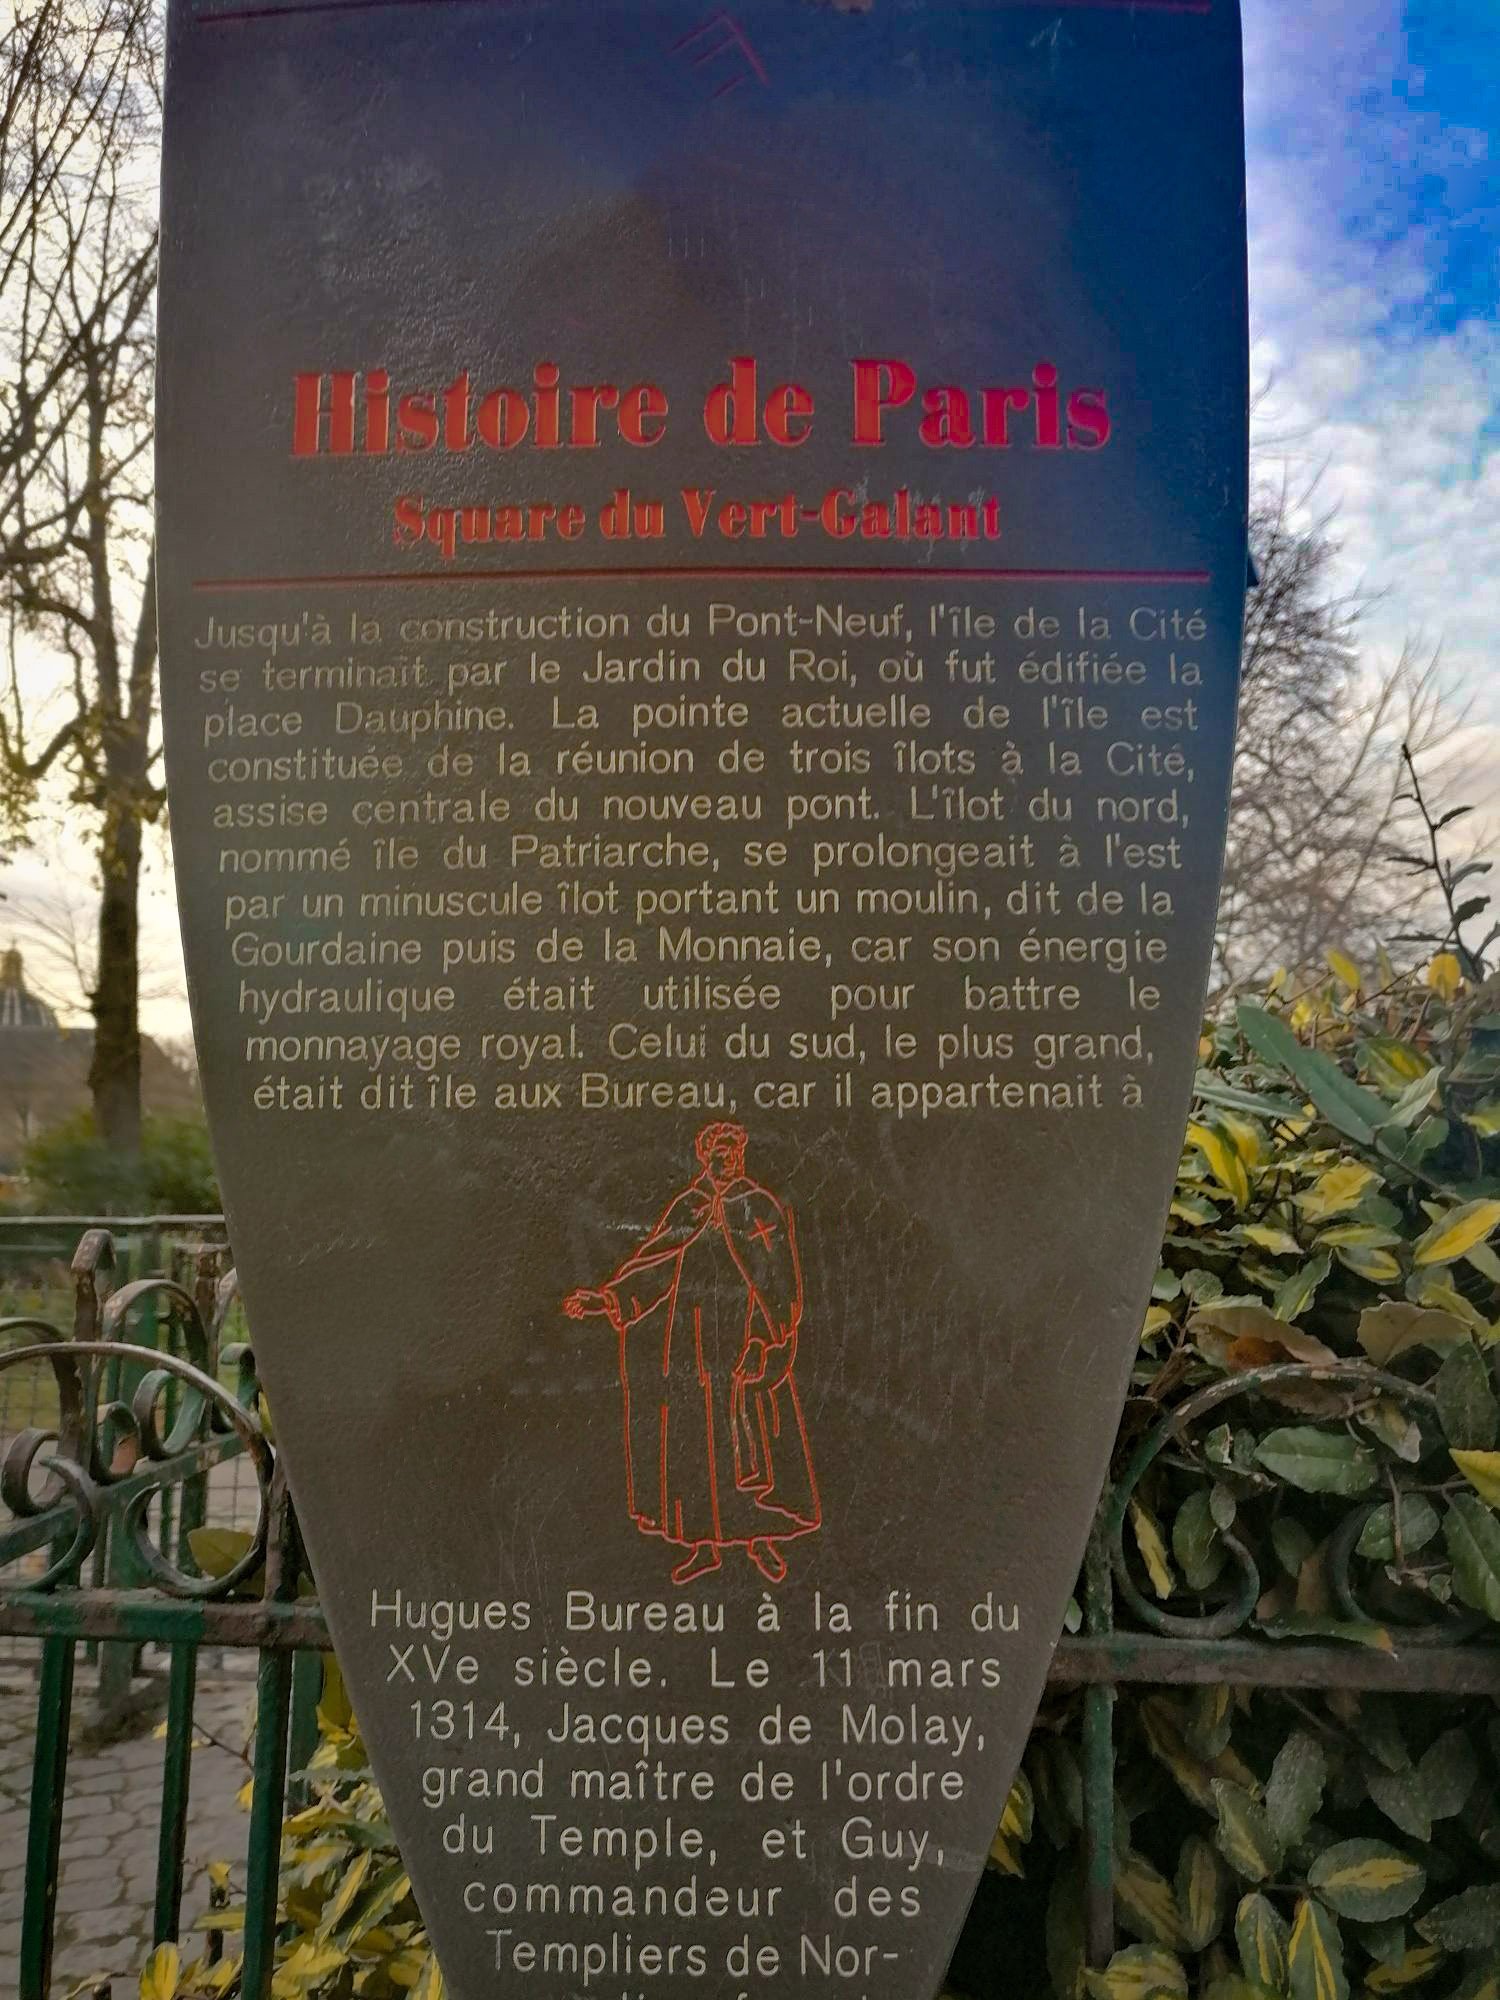 Histoire de Paris
Square du Vert-Galant
Jusqu'à la construction du Pont-Neuf, l'île de la Cité
se terminait par le Jardin du Roi, où fut édifiée la
place Dauphine. La pointe actuelle de l'île est
constituée de la réunion de trois îlots à la Cité,
assise centrale du nouveau pont. L'îlot du nord,
nommé île du Patriarche, se prolongeait à l'est
par un minuscule îlot portant un moulin, dit de la
Gourdaine puis de la Monnaie, car son énergie
hydraulique était utilisée pour battre le
monnayage royal. Celui du sud, le plus grand,
était dit île aux Bureau, car il appartenait à
Hugues Bureau à la fin du
XVe siècle. Le 11 mars
1314, Jacques de Molay,
grand maître de l'ordre
du Temple, et Guy,
commandeur des
Templiers de Nor-